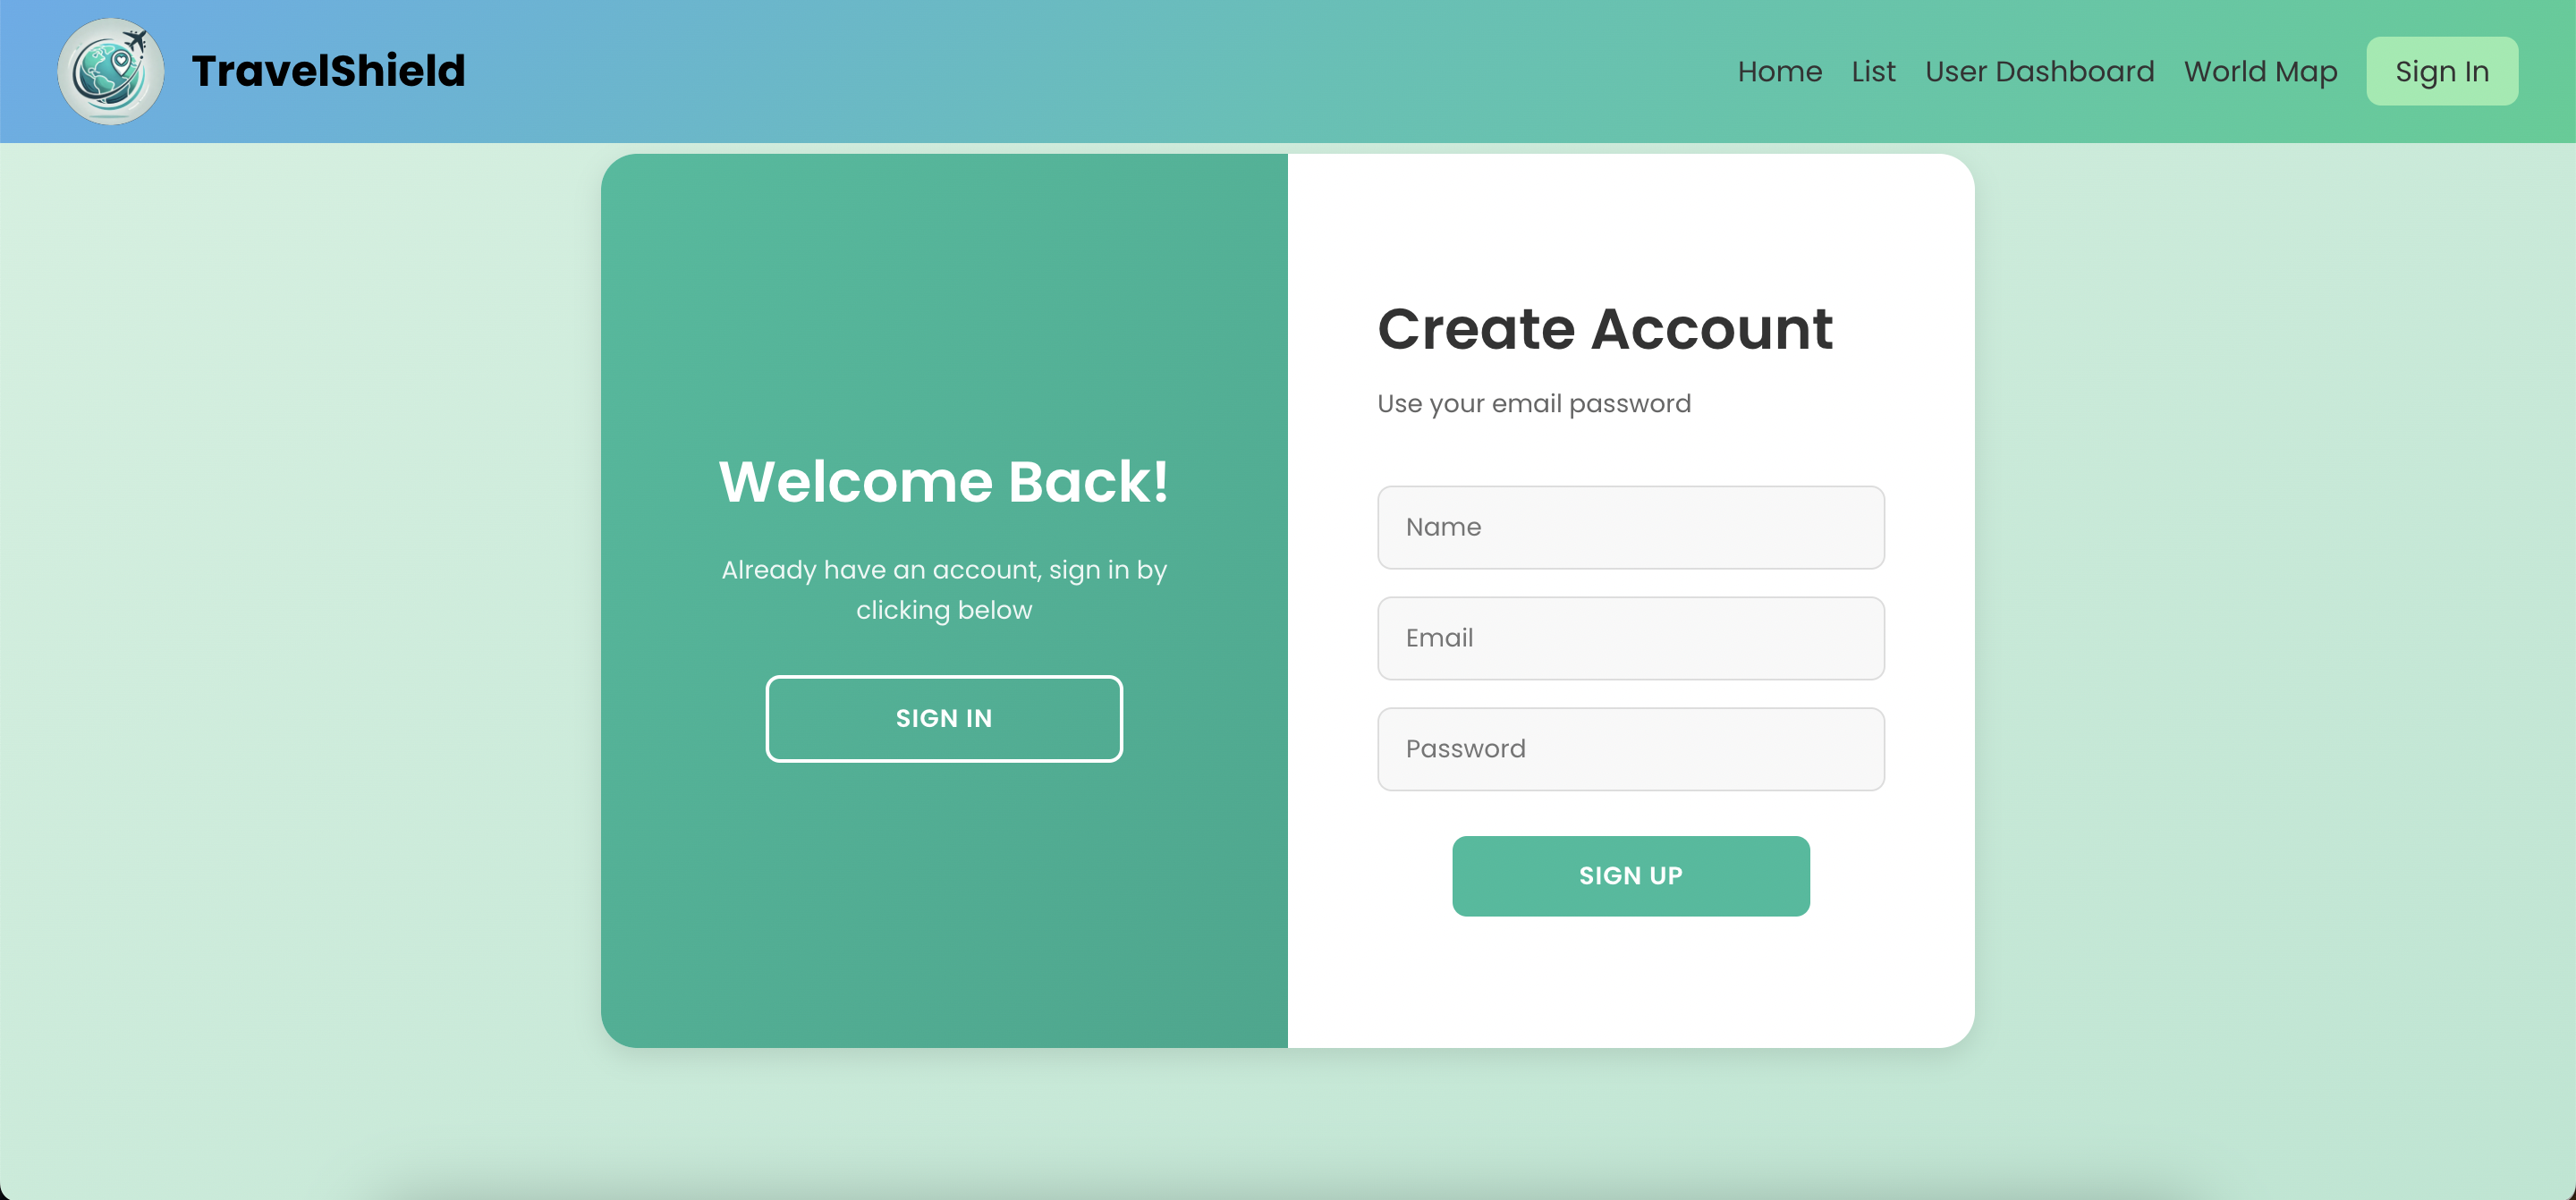 TravelShield
Home List User Dashboard World Map Sign In
Welcome Back!
Already have an account, sign in by
clicking below
SIGN IN
Create Account
Use your email password
Name
Email
Password
SIGN UP